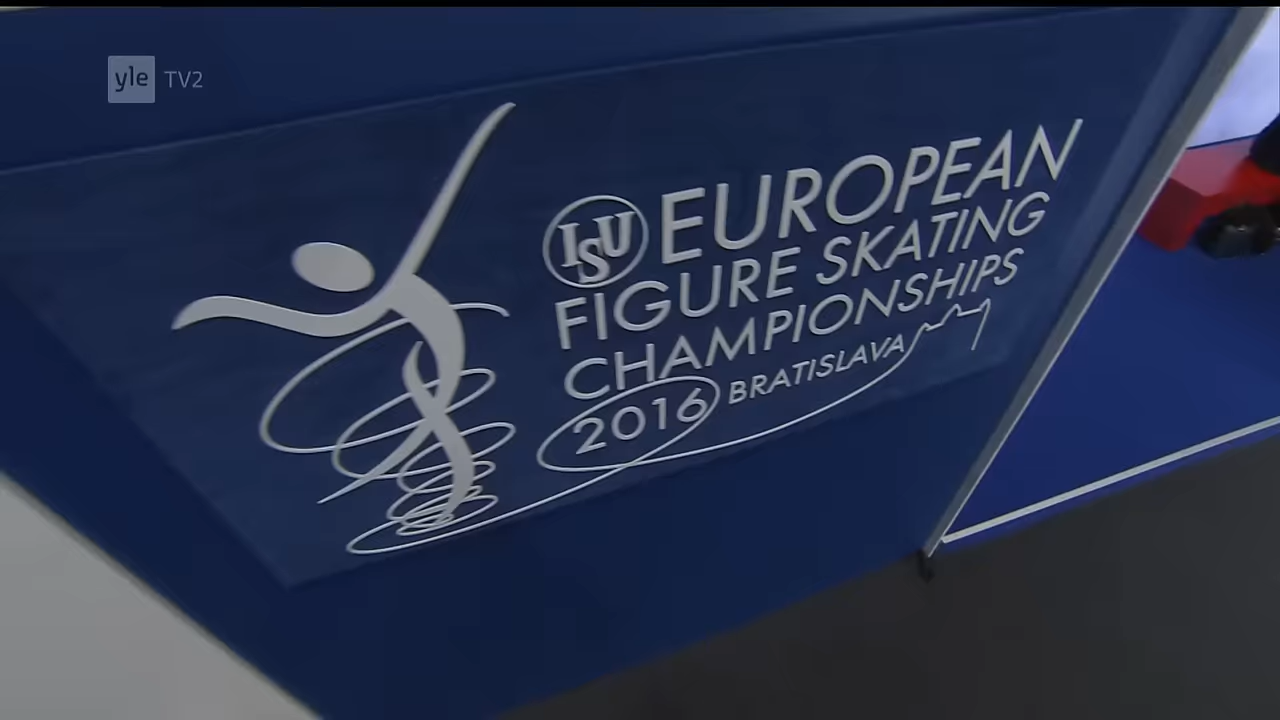 yle TV2
ISU EUROPEAN
FIGURE SKATING
CHAMPIONSHIPS
2016 BRATISLAVA